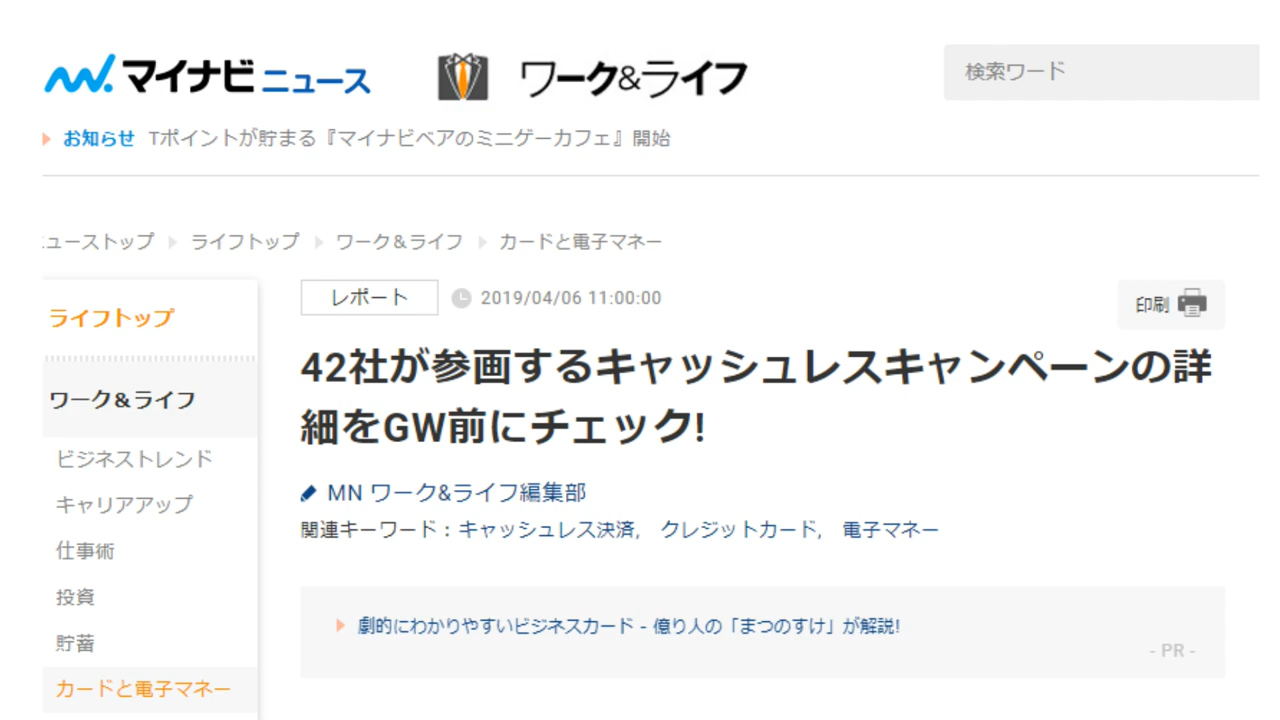 マイナビニュース ワーク&ライフ 検索ワード
お知らせ Tポイントが貯まる『マイナビベアのミニゲーカフェ』開始
ューストップ ライフトップ ワーク&ライフ カードと電子マネー
レポート 2019/04/06 11:00:00 印刷
42社が参画するキャッシュレスキャンペーンの詳
細をGW前にチェック!
MN ワーク&ライフ編集部
関連キーワード：キャッシュレス決済, クレジットカード, 電子マネー
劇的にわかりやすいビジネスカード - 億り人の「まつのすけ」が解説!
- PR -
ライフトップ
ワーク&ライフ
ビジネストレンド
キャリアアップ
仕事術
投資
貯蓄
カードと電子マネー